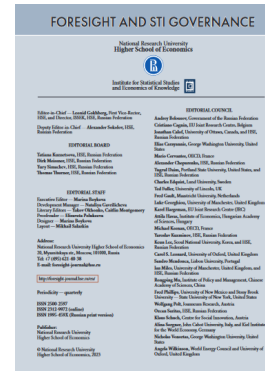 FORESIGHT AND STI GOVERNANCE
National Research University
Higher School of Economics
Institute for Statistical Studies
and Economics of Knowledge
Editor-in-Chief — Leonid Gokhberg, First Vice-Rector,
HSE, and Director, ISSEK, HSE, Russian Federation
Deputy Editor-in-Chief — Alexander Sokolov, HSE,
Russian Federation
EDITORIAL BOARD
Tatiana Kuznetsova, HSE, Russian Federation
Dirk Meissner, HSE, Russian Federation
Yury Simachev, HSE, Russian Federation
Thomas Thurner, HSE, Russian Federation
EDITORIAL STAFF
Executive Editor — Marina Boykova
Development Manager — Nataliya Gavrilicheva
Literary Editors — Yakov Okhonko, Caitlin Montgomery
Proofreader — Elizaveta Polukeeva
Designer — Mariya Boykova
Layout — Mikhail Salazkin
Address:
National Research University Higher School of Economics
20, Myasnitskaya str., Moscow, 101000, Russia
Tel: +7 (495) 621-40-38
E-mail: foresight-journal@hse.ru
http://foresight-journal.hse.ru/en/
Periodicity — quarterly
ISSN 2500-2597
ISSN 2312-9972 (online)
ISSN 1995-459X (Russian print version)
Publisher:
National Research University
Higher School of Economics
© National Research University
Higher School of Economics, 2023
EDITORIAL COUNCIL
Andrey Belousov, Government of the Russian Federation
Cristiano Cagnin, EU Joint Research Centre, Belgium
Jonathan Calof, University of Ottawa, Canada, and HSE,
Russian Federation
Elias Carayannis, George Washington University, United
States
Mario Cervantes, OECD, France
Alexander Chepurenko, HSE, Russian Federation
Tugrul Daim, Portland State University, United States, and
HSE, Russian Federation
Charles Edquist, Lund University, Sweden
Ted Fuller, University of Lincoln, UK
Fred Gault, Maastricht University, Netherlands
Luke Georghiou, University of Manchester, United Kingdom
Karel Haegeman, EU Joint Research Centre (JRC)
Attila Havas, Institute of Economics, Hungarian Academy
of Sciences, Hungary
Michael Keenan, OECD, France
Yaroslav Kuzminov, HSE, Russian Federation
Keun Lee, Seoul National University, Korea, and HSE,
Russian Federation
Carol S. Leonard, University of Oxford, United Kingdom
Sandro Mendonca, Lisbon University, Portugal
Ian Miles, University of Manchester, United Kingdom, and
HSE, Russian Federation
Rongping Mu, Institute of Policy and Management, Chinese
Academy of Sciences, China
Fred Phillips, University of New Mexico and Stony Brook
University — State University of New York, United States
Wolfgang Polt, Joanneum Research, Austria
Ozcan Saritas, HSE, Russian Federation
Klaus Schuch, Centre for Social Innovation, Austria
Alina Sorgner, John Cabot University, Italy, and Kiel Institute
for the World Economy, Germany
Nicholas Vonortas, George Washington University, United
States
Angela Wilkinson, World Energy Council and University of
Oxford, United Kingdom